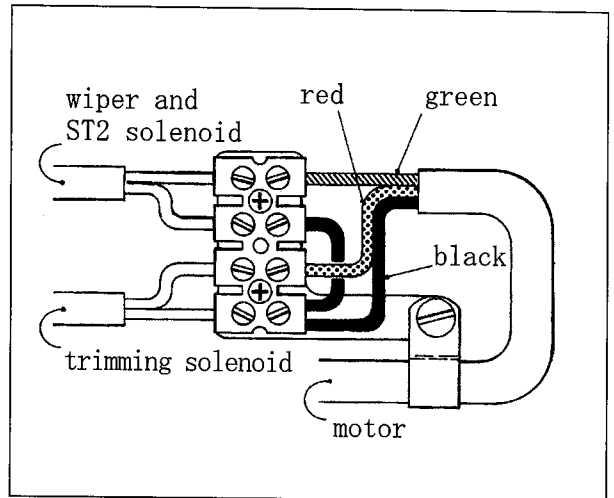 wiper and
ST2 solenoid
red
green
black
trimming solenoid
motor